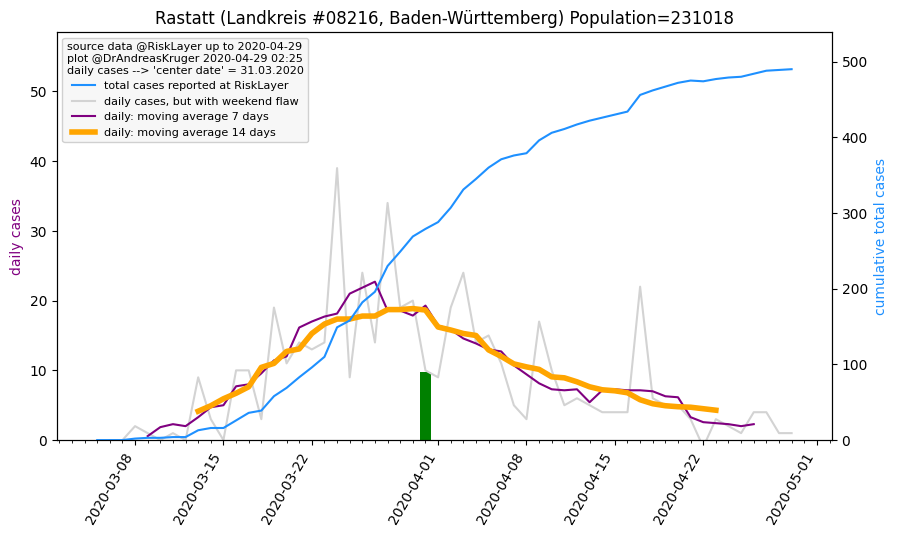 Rastatt (Landkreis #08216, Baden-Württemberg) Population=231018
source data @RiskLayer up to 2020-04-29
plot @DrAndreasKruger 2020-04-29 02:25
daily cases --> 'center date' = 31.03.2020
total cases reported at RiskLayer
daily cases, but with weekend flaw
daily: moving average 7 days
daily: moving average 14 days
daily cases
50
40
30
20
10
0
500
400
300
200
100
0
cumulative total cases
2020-03-08
2020-03-15
2020-03-22
2020-04-01
2020-04-08
2020-04-15
2020-04-22
2020-05-01